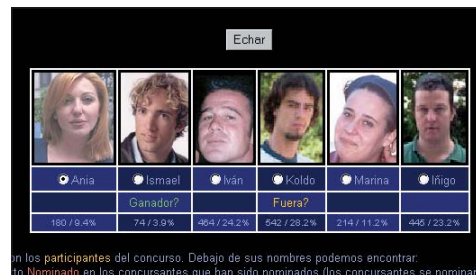 Echar
Ania Ismael Iván Koldo Marina Iñigo
Ganador? Fuera?
180 / 9.4% 74 / 3.9% 464 / 24.2% 542 / 28.2% 214 / 11.2% 445 / 23.2%
on los participantes del concurso. Debajo de sus nombres podemos encontrar:
to Nominado en los concursantes que han sido nominados (los concursantes se nomina